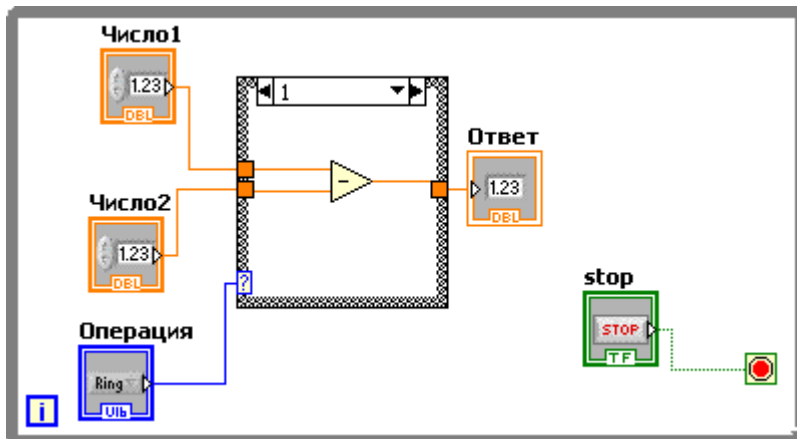 Число1
1.23
DBL
1
Ответ
1.23
DBL
Число2
1.23
DBL
?
stop
STOP
TF
Операция
Ring
U16
i